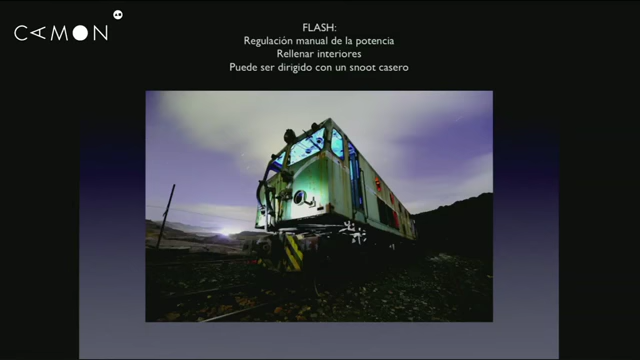 CAMON
FLASH:
Regulación manual de la potencia
Rellenar interiores
Puede ser dirigido con un snoot casero